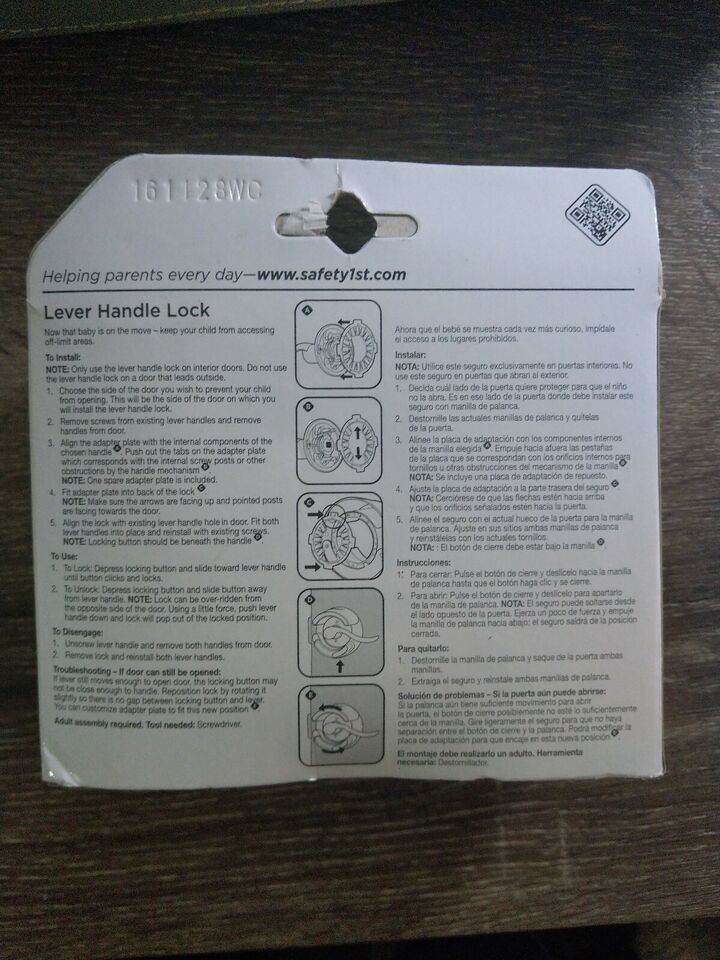 161128WC
Helping parents every day—www.safety1st.com
Lever Handle Lock
Now that baby is on the move – keep your child from accessing
off-limit areas.
To Install:
NOTE: Only use the lever handle lock on interior doors. Do not use
the lever handle lock on a door that leads outside.
1. Choose the side of the door you want to prevent your child
from opening. This will be the side of the door on which you
will install the lever handle lock.
2. Remove screws from existing lever handles and remove
handles from door.
3. Align the adapter plate with the internal components of the
chosen handle A. Push out the tabs on the adapter plate
which corresponds with the internal screw posts or other
obstructions by the handle mechanism B.
NOTE: One spare adapter plate is included.
4. Fit adapter plate into back of the lock C
NOTE: Make sure the arrows are facing up and pointed posts
are facing towards the door.
5. Align the lock with existing lever handle hole in door. Fit both
lever handles into place and reinstall with existing screws.
NOTE: Locking button should be beneath the handle D.
To Use:
1. To Lock: Depress locking button and slide toward lever handle
until button clicks and locks.
2. To Unlock: Depress locking button and slide button away
from lever handle. NOTE: Lock can be over-ridden from
the opposite side of the door. Using a little force, push lever
handle down and lock will pop out of the locked position.
To Disengage:
1. Unscrew lever handle and remove both handles from door.
2. Remove lock and reinstall both lever handles.
Troubleshooting – If door can still be opened:
If lever still moves enough to open door, the locking button may
not be close enough to handle. Reposition lock by rotating it
slightly so there is no gap between locking button and lever.
You can customize adapter plate to fit this new position E.
Adult assembly required. Tool needed: Screwdriver.
A
B
C
D
E
Ahora que el bebé se muestra cada vez más curioso, impídale
el acceso a los lugares prohibidos.
Instalar:
NOTA: Utilice este seguro exclusivamente en puertas interiores. No
use este seguro en puertas que abran al exterior.
1. Decida cuál lado de la puerta quiere proteger para que el niño
no la abra. Es en ese lado de la puerta donde debe instalar este
seguro con manilla de palanca.
2. Destornille las actuales manillas de palanca y quítelas
de la puerta.
3. Alinee la placa de adaptación con los componentes internos
de la manilla elegida A. Empuje hacia afuera las pestañas
de la placa que se correspondan con los orificios internos para
tornillos u otras obstrucciones del mecanismo de la manilla B
NOTA: Se incluye una placa de adaptación de repuesto.
4. Ajuste la placa de adaptación a la parte trasera del seguro C
NOTA: Cerciórese de que las flechas estén hacia arriba
y que los orificios señalados estén hacia la puerta.
5. Alinee el seguro con el actual hueco de la puerta para la manilla
de palanca. Ajuste en sus sitios ambas manillas de palanca
y reinstáleias con los actuales tornillos.
NOTA: : El botón de cierre debe estar bajo la manilla D.
Instrucciones:
1. Para cerrar: Pulse el botón de cierre y deslícelo hacia la manilla
de palanca hasta que el botón haga clic y se cierre.
2. Para abrir: Pulse el botón de cierre y deslícelo para apartarlo
de la manilla de palanca. NOTA: El seguro puede soltarse desde
el lado opuesto de la puerta. Ejerza un poco de fuerza y empuje
la manilla de palanca hacia abajo; el seguro saldrá de la posición
cerrada.
Para quitarlo:
1. Destornille la manilla de palanca y saque de la puerta ambas
manillas.
2. Extraiga el seguro y reinstale ambas manillas de palanca.
Solución de problemas – Si la puerta aún puede abrirse:
Si la palanca aún tiene suficiente movimiento para abrir
la puerta, el botón de cierre posiblemente no esté lo suficientemente
cerca de la manilla. Gire ligeramente el seguro para que no haya
separación entre el botón de cierre y la palanca. Podrá modificar la
placa de adaptación para que encaje en esta nueva posición E.
El montaje debe realizarlo un adulto. Herramienta
necesaria: Destornillador.